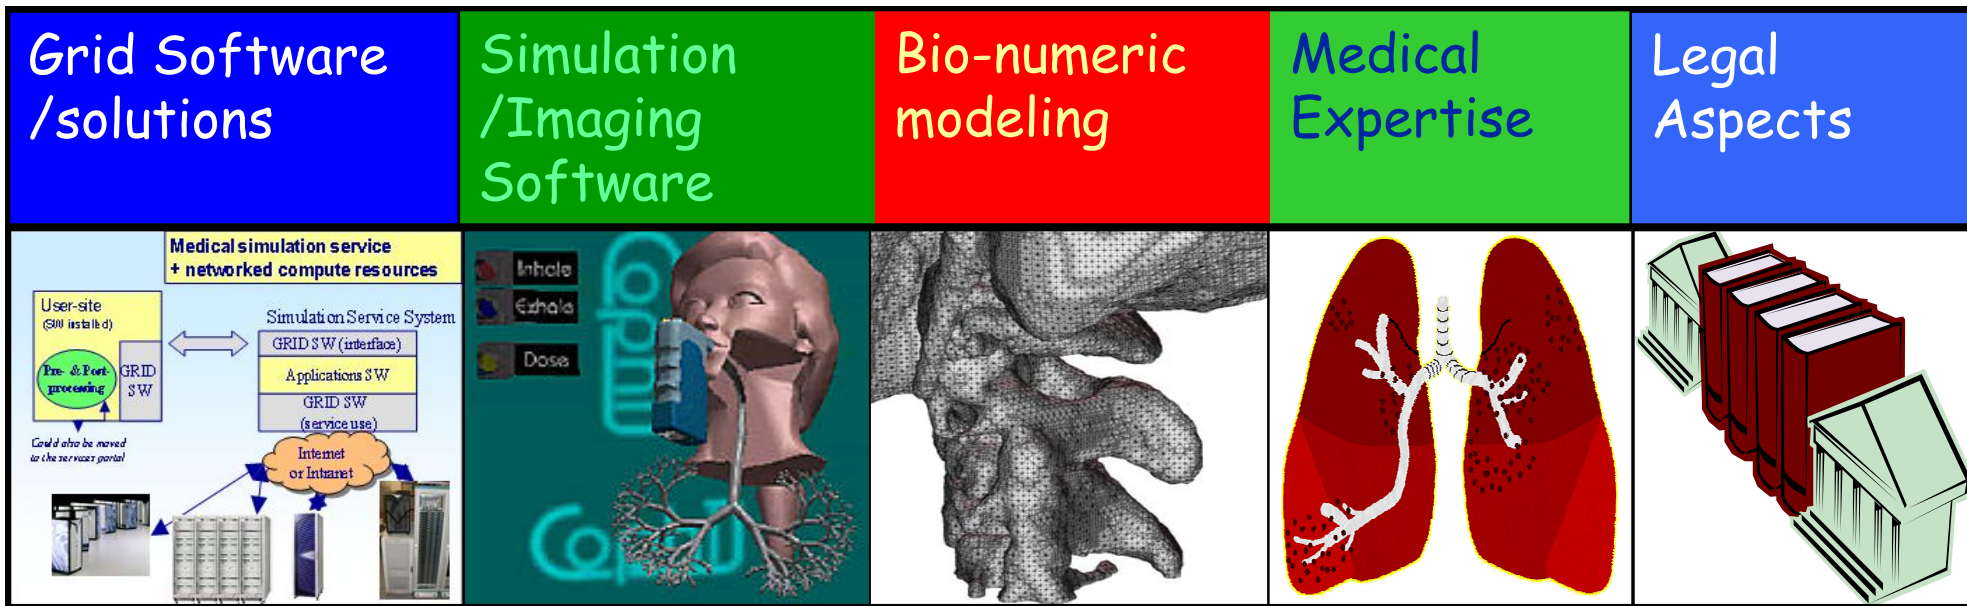 Grid Software
/solutions
Simulation
/Imaging
Software
Bio-numeric
modeling
Medical
Expertise
Legal
Aspects
Medical simulation service
+ networked compute resources
User-site
(SW installed)
Simulation Service System
GRID SW (interface)
Pre- & Post-
processing
GRID
SW
Applications SW
GRID SW
(service use)
Could also be moved
to the services portal
Internet
or Intranet
Inhale
Exhale
Dose